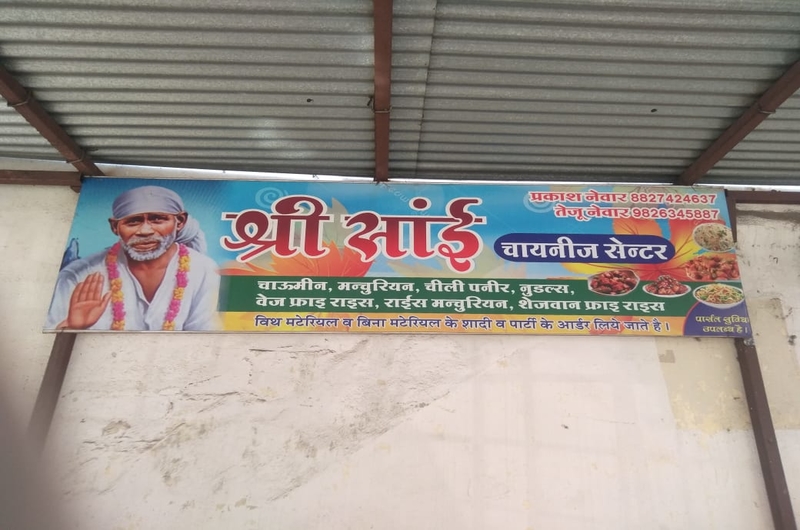 प्रकाश नेवार 8827424637
तेजू नेवार 9826345887
श्री सांई
चायनीज सेन्टर
चाऊमीन, मन्चुरियन, चीली पनीर, नुडल्स,
वेज फ्राइ राइस, राईस मन्चुरियन, शेजवान फ्राइ राइस
विथ मटेरियल व बिना मटेरियल के शादी व पार्टी के आर्डर लिये जाते है।
पार्सल सुविधा
उपलब्ध है।